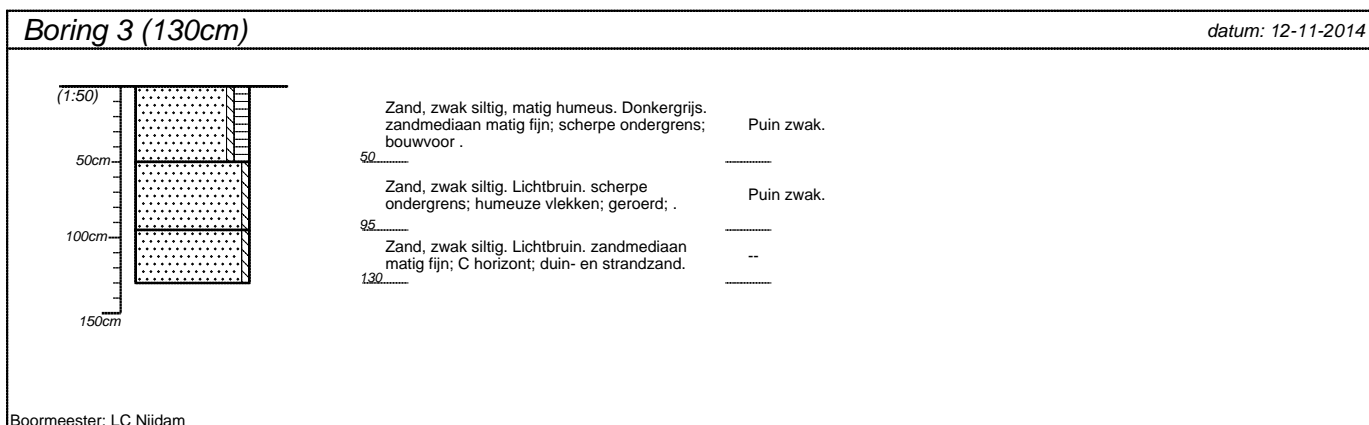 Boring 3 (130cm)
datum: 12-11-2014
(1:50)
50cm
100cm
150cm
Zand, zwak siltig, matig humeus. Donkergrijs.
zandmediaan matig fijn; scherpe ondergrens;
bouwvoor .
Puin zwak.
50
Zand, zwak siltig. Lichtbruin. scherpe
ondergrens; humeuze vlekken; geroerd; .
Puin zwak.
95
Zand, zwak siltig. Lichtbruin. zandmediaan
matig fijn; C horizont; duin- en strandzand.
--
130
Boormeester: LC Nijdam